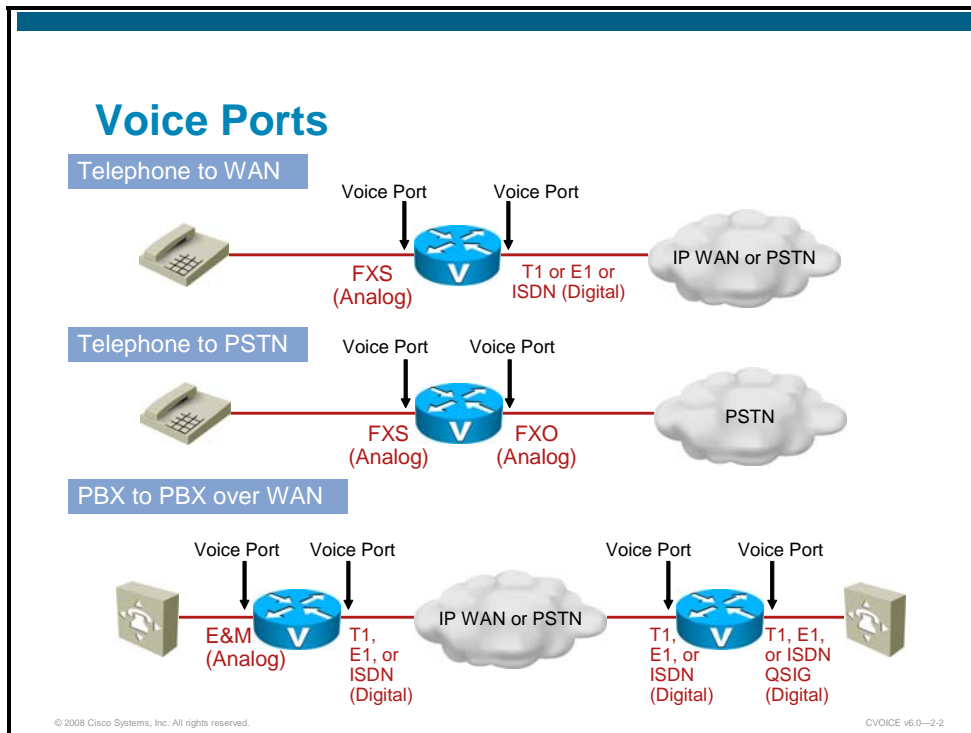 Voice Ports
Telephone to WAN
Voice Port
Voice Port
FXS
(Analog)
V
T1 or E1 or
ISDN (Digital)
IP WAN or PSTN
Telephone to PSTN
Voice Port
Voice Port
FXS
(Analog)
V
FXO
(Analog)
PSTN
PBX to PBX over WAN
Voice Port
Voice Port
Voice Port
Voice Port
E&M
(Analog)
V
T1,
E1, or
ISDN
(Digital)
IP WAN or PSTN
T1,
E1, or
ISDN
(Digital)
V
T1, E1,
or ISDN
QSIG
(Digital)
© 2008 Cisco Systems, Inc. All rights reserved.
CVOICE v6.0—2-2